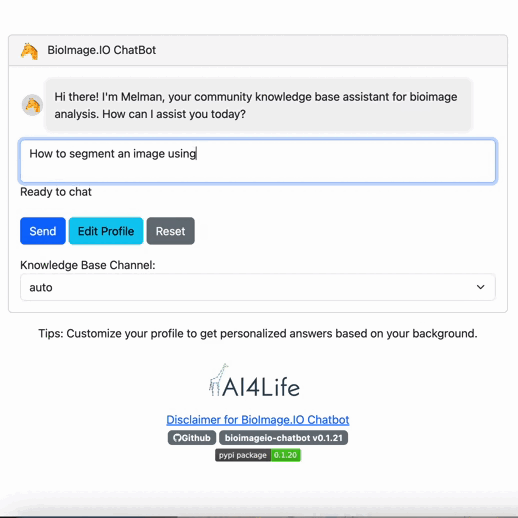 BioImage.IO ChatBot
Hi there! I'm Melman, your community knowledge base assistant for bioimage
analysis. How can I assist you today?
How to segment an image using
Ready to chat
Send Edit Profile Reset
Knowledge Base Channel:
auto
Tips: Customize your profile to get personalized answers based on your background.
AI4Life
Disclaimer for BioImage.IO Chatbot
Github bioimageio-chatbot v0.1.21
pypi package 0.1.20